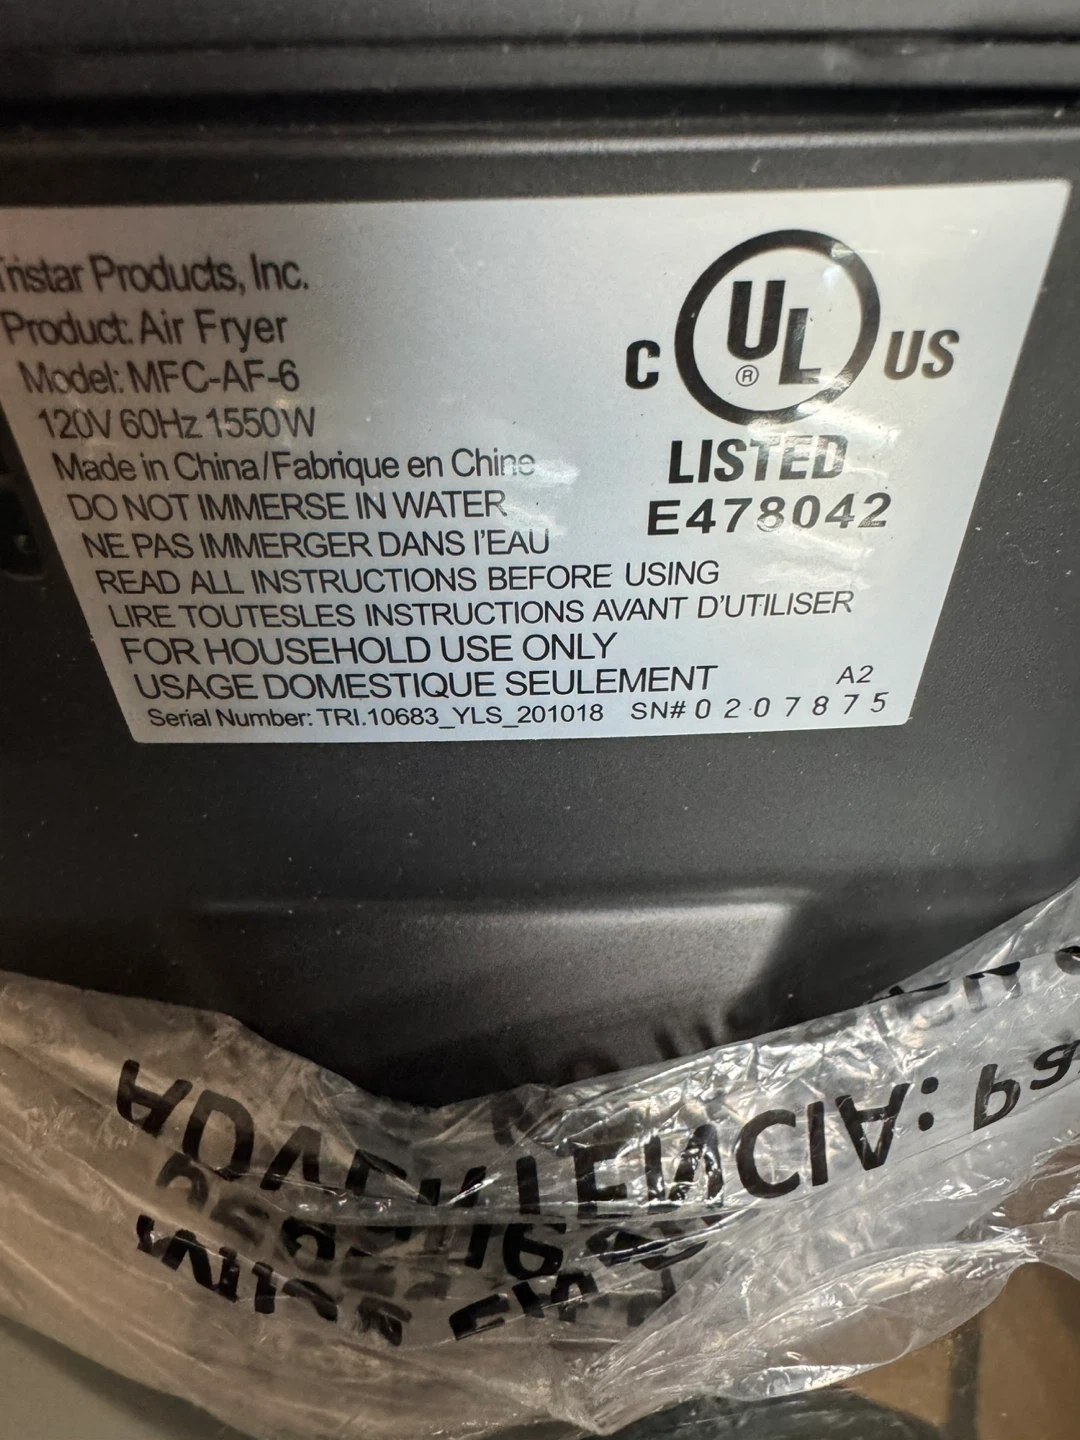 Tristar Products, Inc.
Product: Air Fryer
Model: MFC-AF-6
120V 60Hz 1550W
Made in China/Fabrique en Chine
DO NOT IMMERSE IN WATER
NE PAS IMMERGER DANS l'EAU
READ ALL INSTRUCTIONS BEFORE USING
LIRE TOUTESLES INSTRUCTIONS AVANT D'UTILISER
FOR HOUSEHOLD USE ONLY
USAGE DOMESTIQUE SEULEMENT
Serial Number: TRI.10683_YLS_201018
C UL® US
LISTED
E478042
A2
SN# 0207875
ADVERTENCIA: